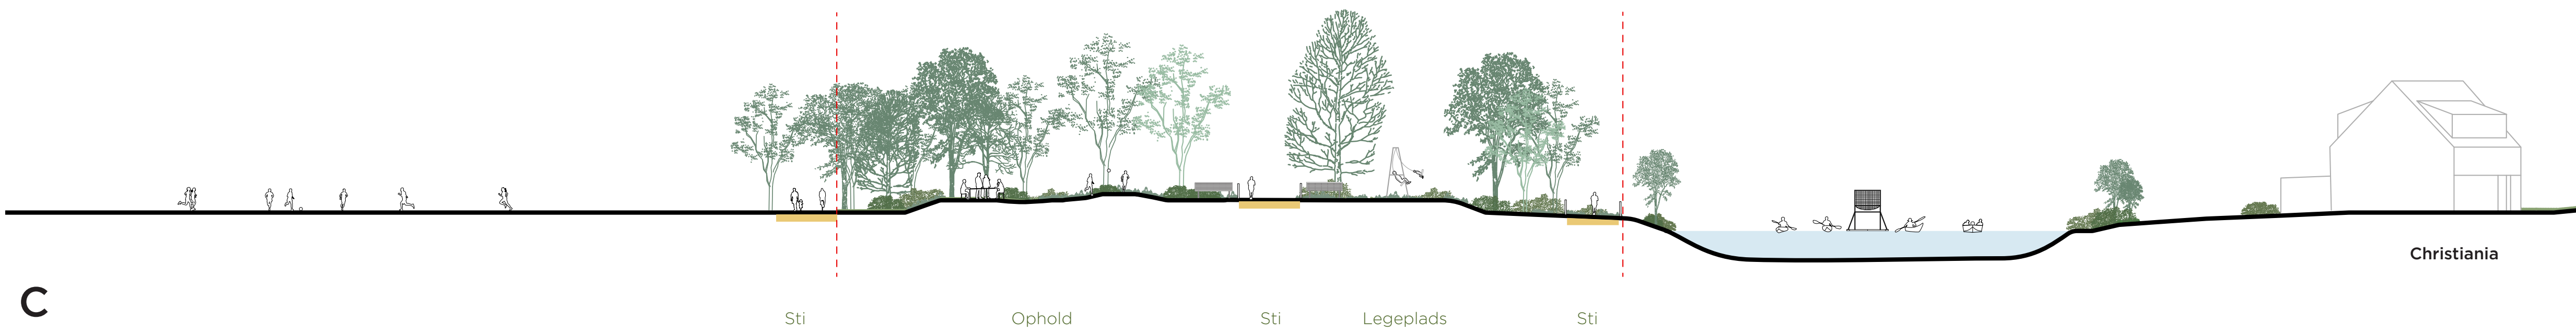 Christiania
C
Sti
Ophold
Sti
Legeplads
Sti